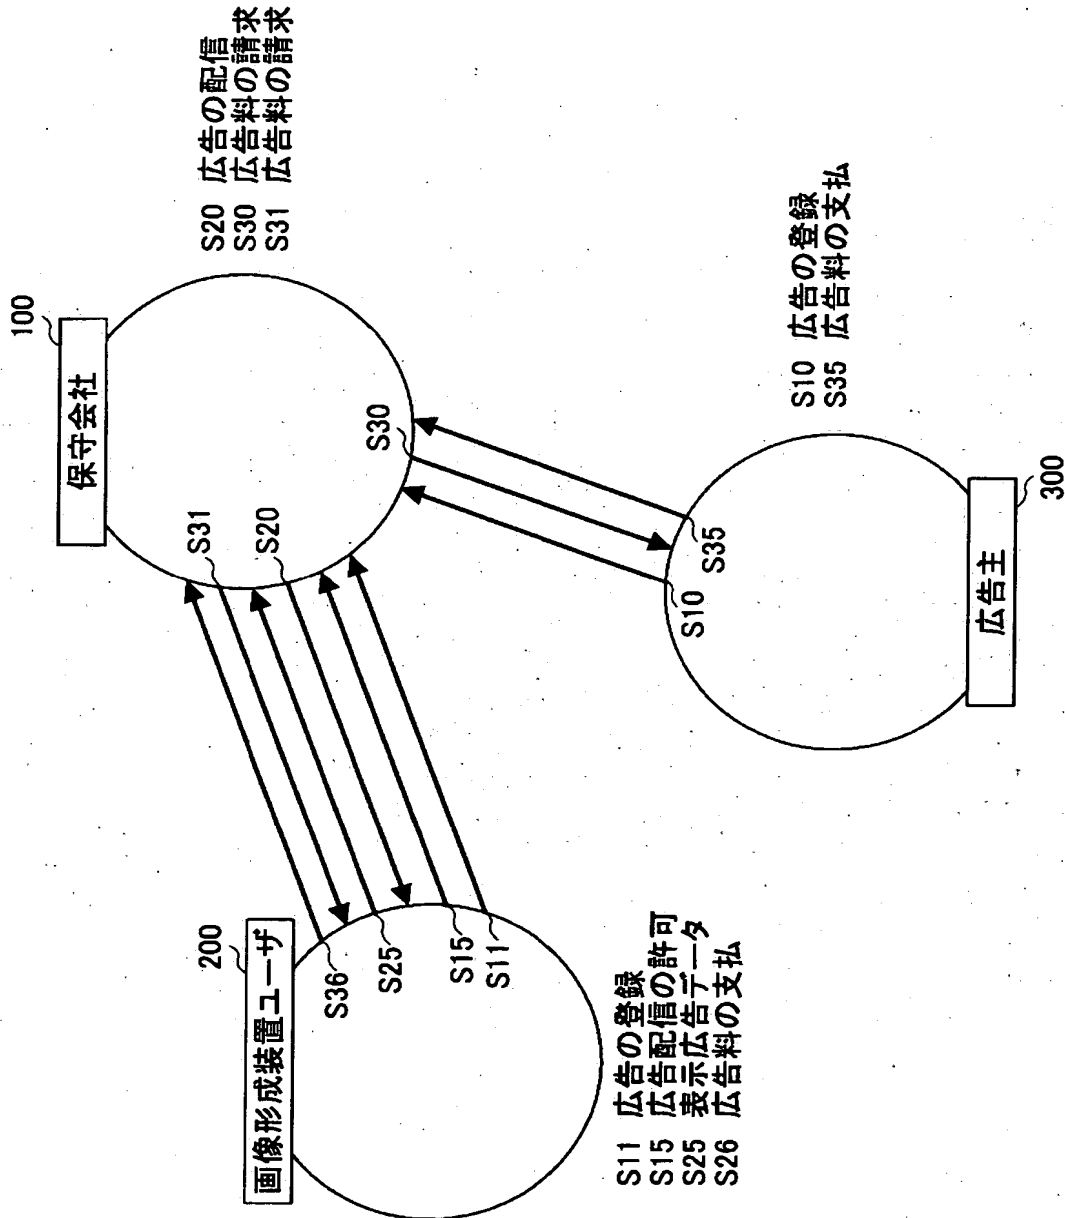 画像形成装置ユーザ
200
S36
S25
S15
S11
S11 広告の登録
S15 広告配信の許可
S25 表示広告データ
S26 広告料の支払
保守会社
100
S31
S20
S30
S20 広告の配信
S30 広告料の請求
S31 広告料の請求
S10
S35
広告主
300
S10 広告の登録
S35 広告料の支払